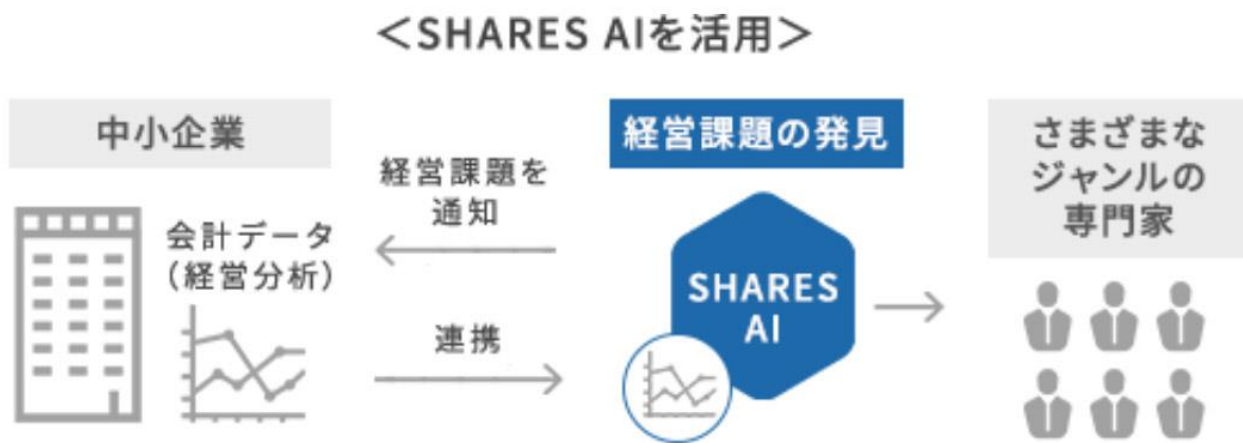 ＜SHARES AIを活用＞
中小企業
会計データ
（経営分析）
経営課題を
通知
連携
経営課題の発見
SHARES
AI
さまざまな
ジャンルの
専門家